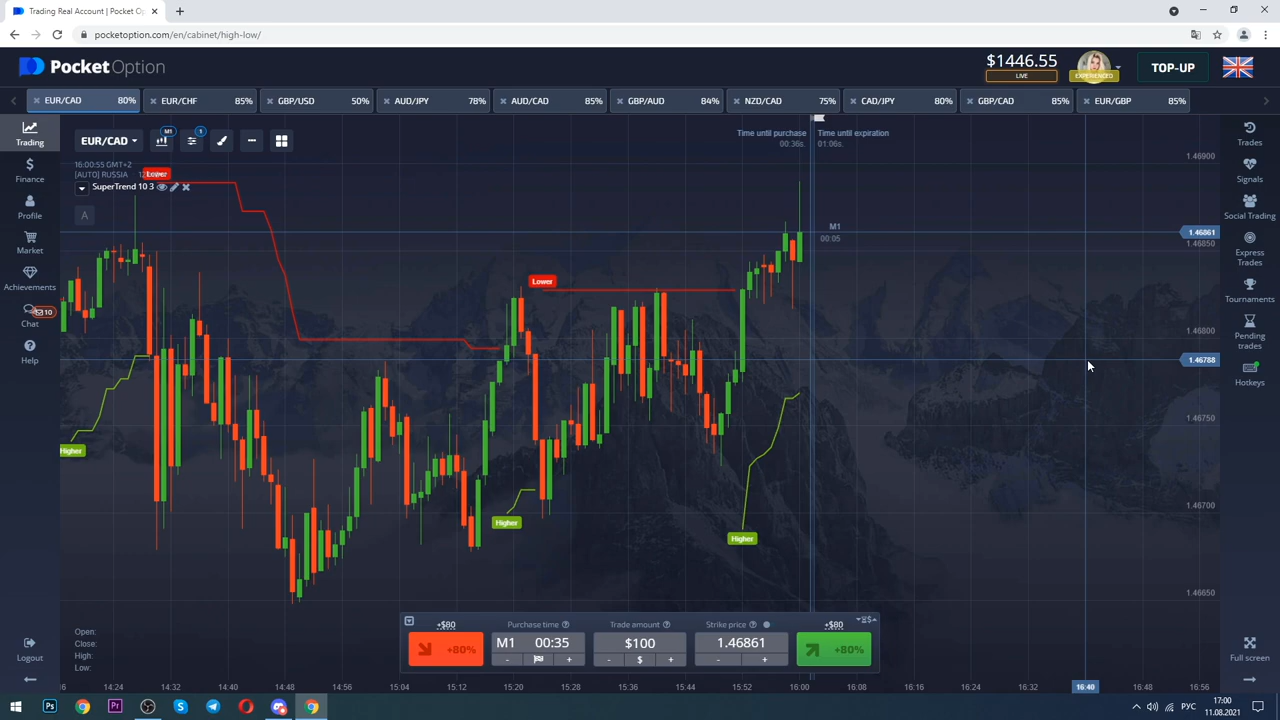 Trading Real Account | Pocket Op
pocketoption.com/en/cabinet/high-low/
PocketOption
$1446.55
LIVE
EXPERIENCED
TOP-UP
EUR/CAD 80%
EUR/CHF 85%
GBP/USD 50%
AUD/JPY 78%
AUD/CAD 85%
GBP/AUD 84%
NZD/CAD 75%
CAD/JPY 80%
GBP/CAD 85%
EUR/GBP 85%
Trading
Finance
Profile
Market
Achievements
10
Chat
Help
Logout
EUR/CAD
M1
1
16:00:55 GMT+2
[AUTO] RUSSIA
Lower
SuperTrend 10 3
A
Time until purchase
00:36s.
Time until expiration
01:06s.
M1
00:05
Lower
Higher
Higher
Higher
1.46900
1.46861
1.46850
1.46800
1.46788
1.46750
1.46700
1.46650
Trades
Signals
Social Trading
Express
Trades
Tournaments
Pending
trades
Hotkeys
Full screen
Open:
Close:
High:
Low:
+$80
Purchase time
Trade amount
Strike price
+$80
+80%
M1 00:35
$100
1.46861
+80%
- +
- $ +
- +
14:24 14:32 14:40 14:48 14:56 15:04 15:12 15:20 15:28 15:36 15:44 15:52 16:00 16:08 16:16 16:24 16:32 16:40 16:48 16:56
Ps
Pr
РУС
17:00
11.08.2021